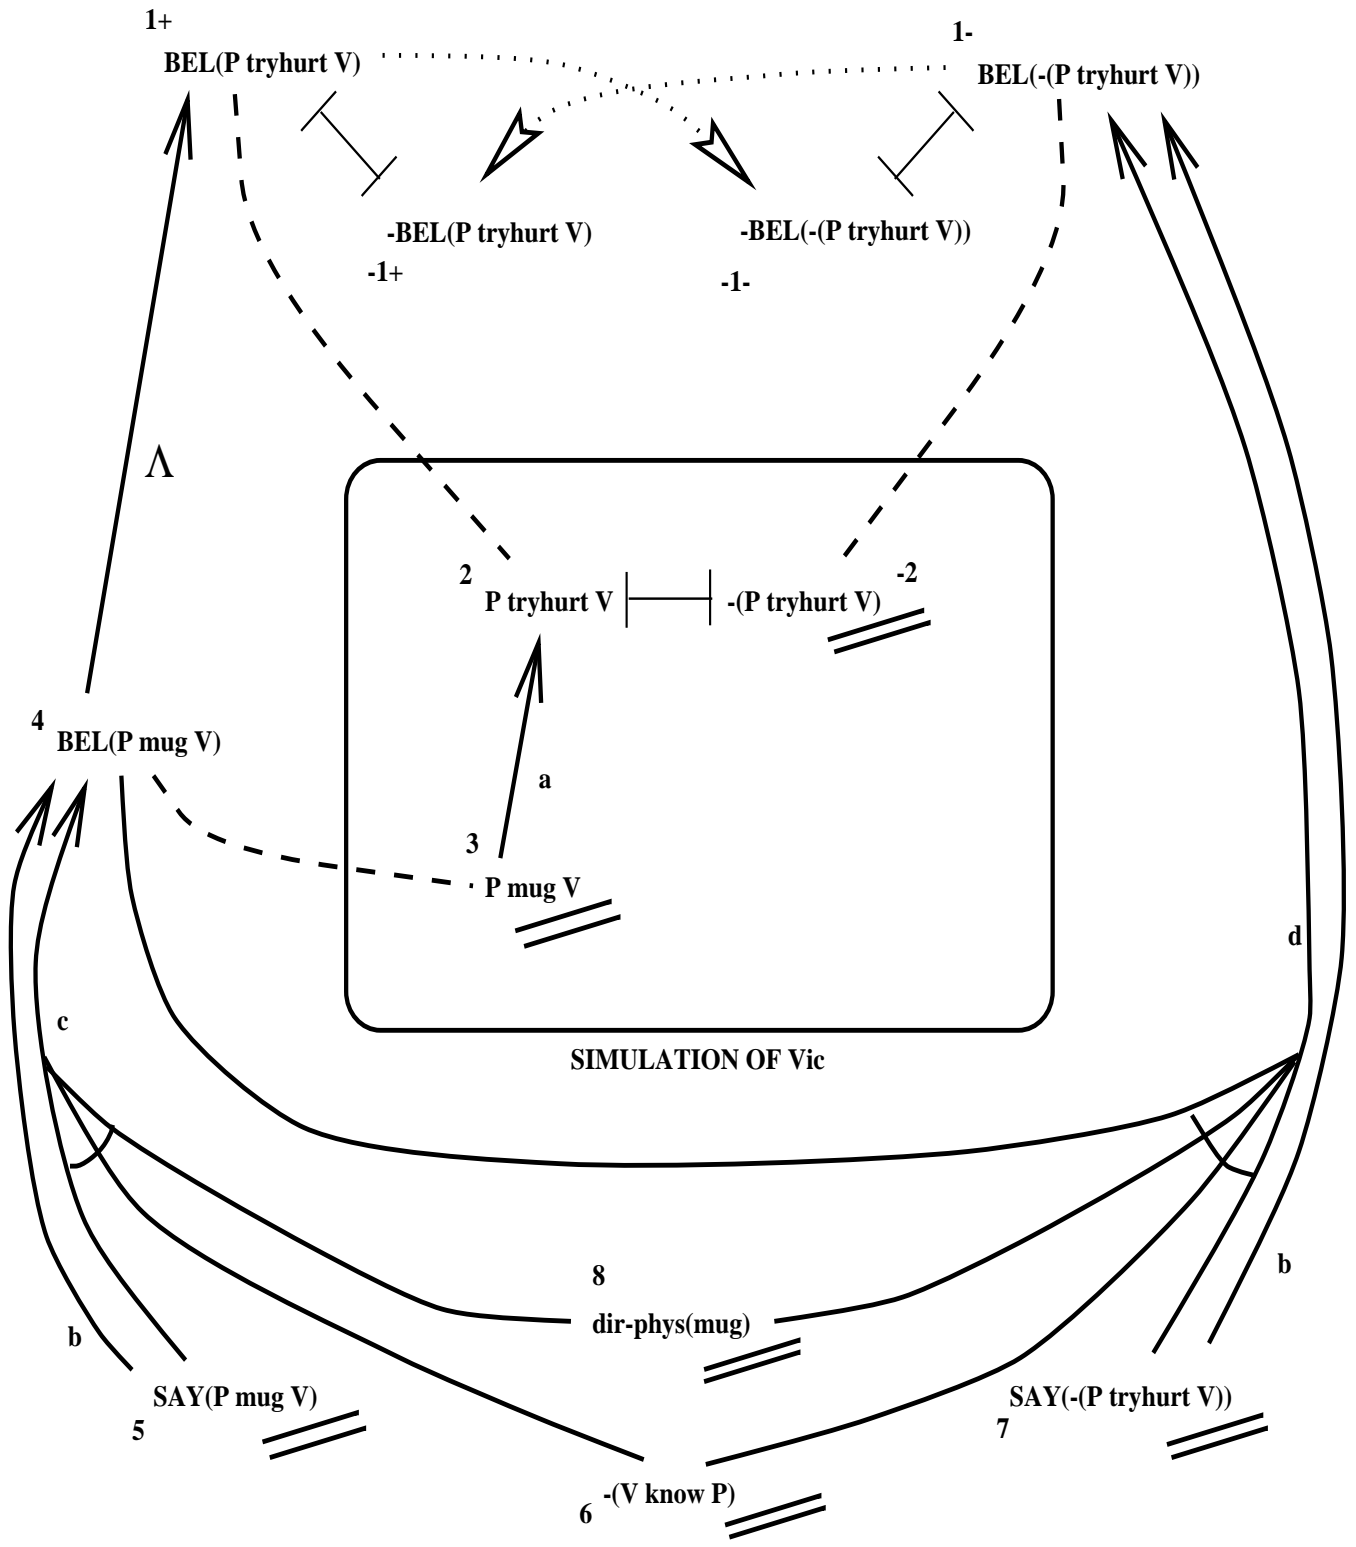 1+
1-
BEL(P tryhurt V)
BEL(-(P tryhurt V))
-BEL(P tryhurt V)
-BEL(-(P tryhurt V))
-1+
-1-
Λ
2
-2
P tryhurt V
-(P tryhurt V)
4
BEL(P mug V)
a
3
P mug V
d
c
SIMULATION OF Vic
8
b
dir-phys(mug)
b
SAY(P mug V)
SAY(-(P tryhurt V))
5
7
-(V know P)
6